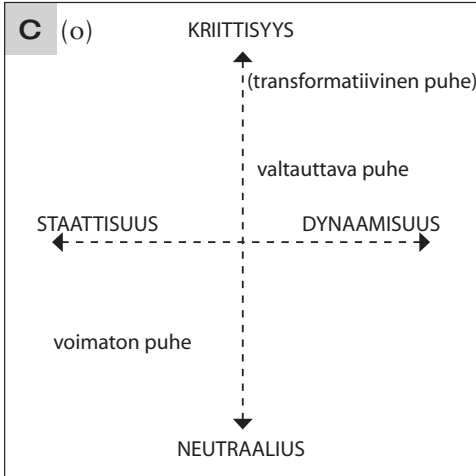 C (o)
KRIITTISYYS
(transformatiivinen puhe)
valtauttava puhe
STAATTISUUS DYNAAMISUUS
voimaton puhe
NEUTRAALIUS